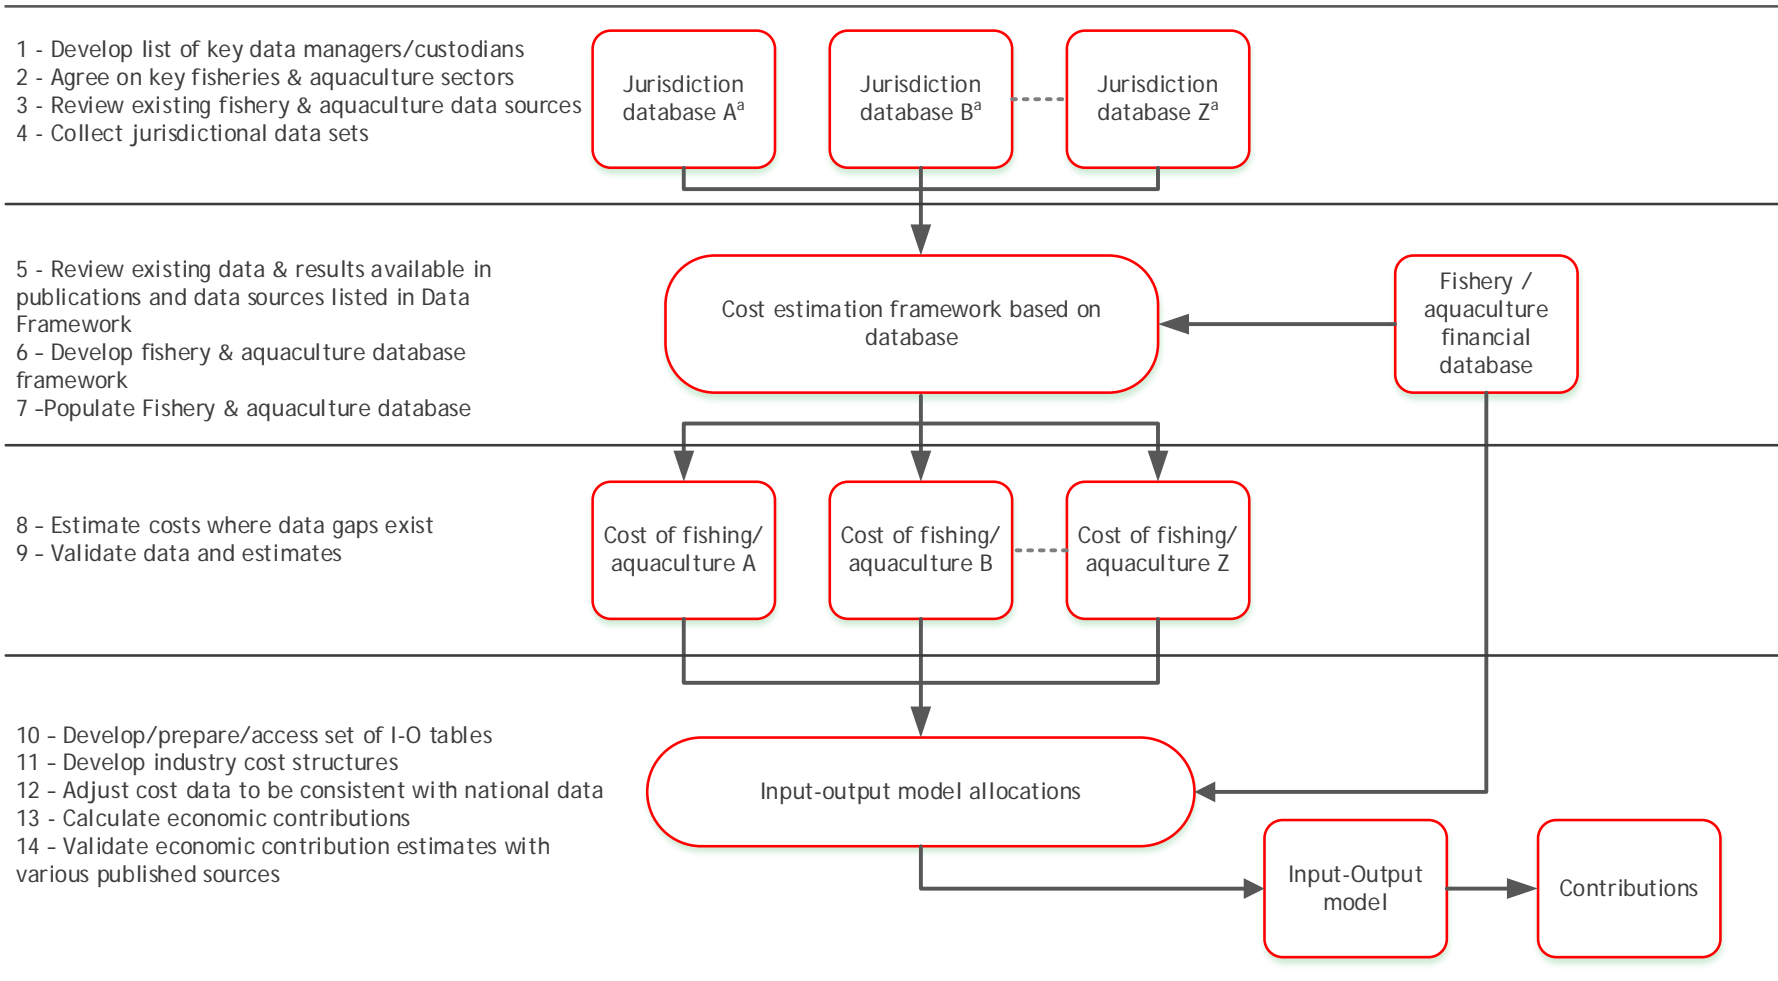 1 - Develop list of key data managers/custodians
2 - Agree on key fisheries & aquaculture sectors
3 - Review existing fishery & aquaculture data sources
4 - Collect jurisdictional data sets
Jurisdiction
database Aᵃ
Jurisdiction
database Bᵃ
Jurisdiction
database Zᵃ
5 - Review existing data & results available in
publications and data sources listed in Data
Framework
6 – Develop fishery & aquaculture database
framework
7 –Populate Fishery & aquaculture database
Cost estimation framework based on
database
Fishery /
aquaculture
financial
database
8 – Estimate costs where data gaps exist
9 – Validate data and estimates
Cost of fishing/
aquaculture A
Cost of fishing/
aquaculture B
Cost of fishing/
aquaculture Z
10 – Develop/prepare/access set of I-O tables
11 – Develop industry cost structures
12 – Adjust cost data to be consistent with national data
13 – Calculate economic contributions
14 – Validate economic contribution estimates with
various published sources
Input-output model allocations
Input-Output
model
Contributions